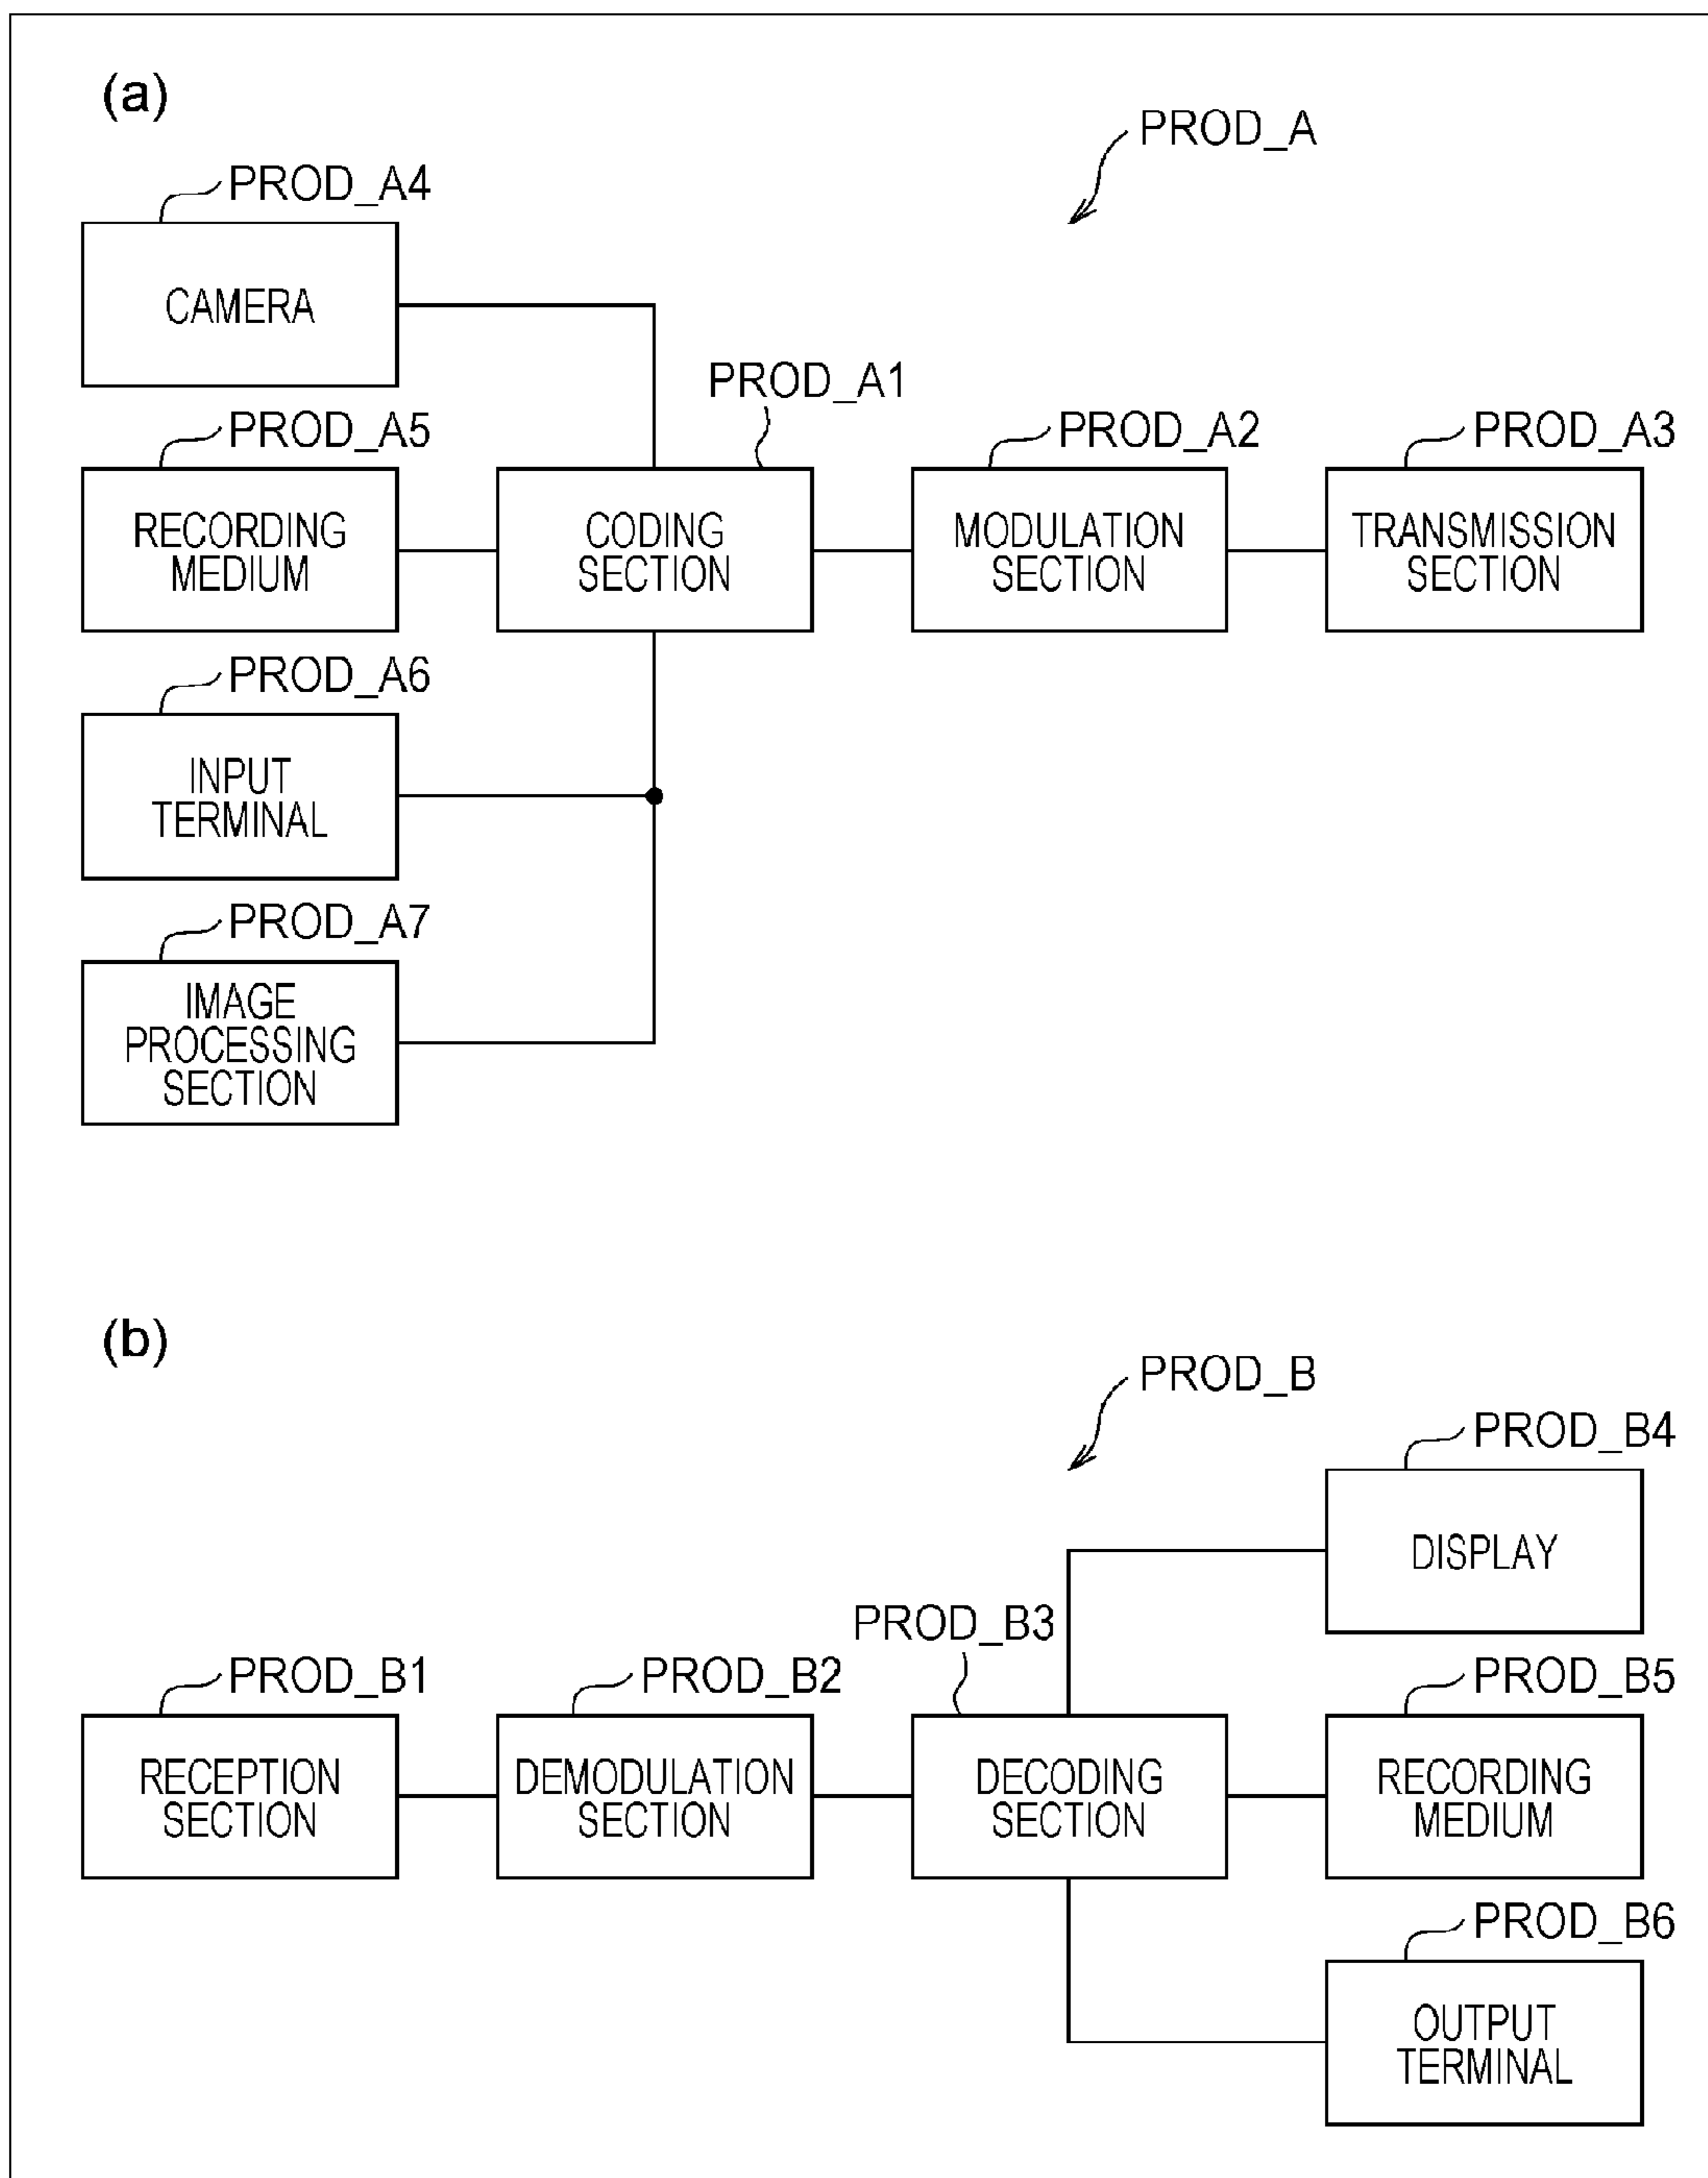 (a)
PROD_A
PROD_A4
CAMERA
PROD_A1
PROD_A5
RECORDING
MEDIUM
CODING
SECTION
PROD_A2
MODULATION
SECTION
PROD_A3
TRANSMISSION
SECTION
PROD_A6
INPUT
TERMINAL
PROD_A7
IMAGE
PROCESSING
SECTION
(b)
PROD_B
PROD_B4
DISPLAY
PROD_B3
PROD_B1
RECEPTION
SECTION
PROD_B2
DEMODULATION
SECTION
DECODING
SECTION
PROD_B5
RECORDING
MEDIUM
PROD_B6
OUTPUT
TERMINAL